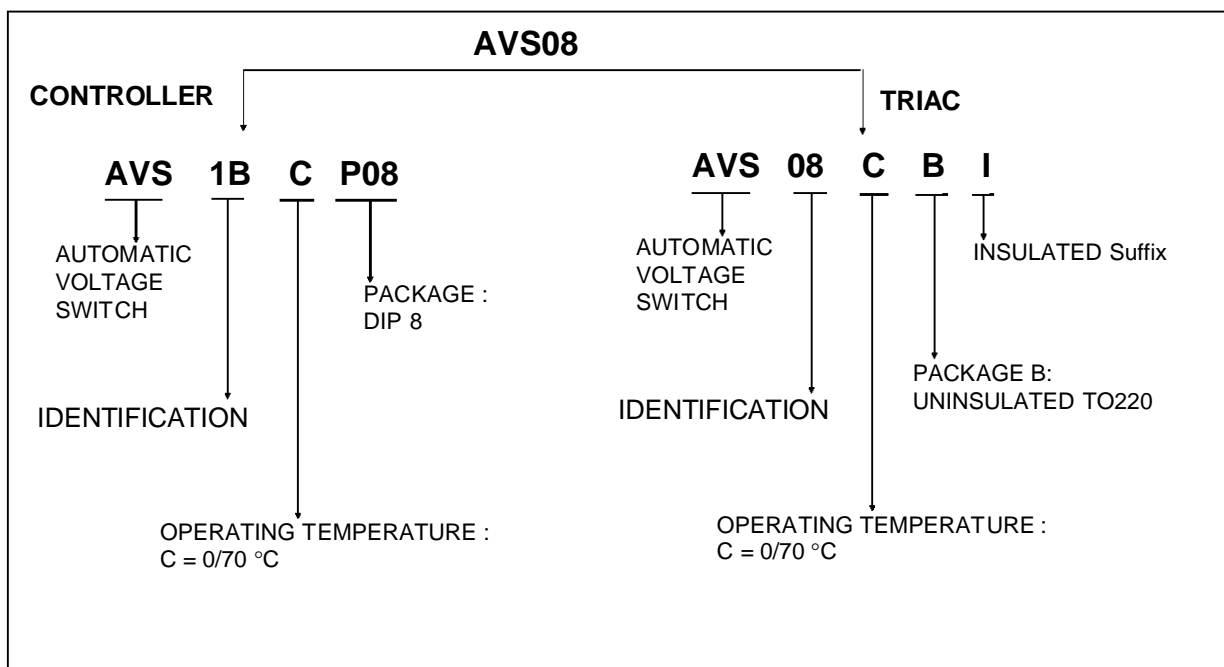 AVS08
CONTROLLER
TRIAC
AVS 1B C P08
AVS 08 C B I
AUTOMATIC
VOLTAGE
SWITCH
PACKAGE :
DIP 8
IDENTIFICATION
OPERATING TEMPERATURE :
C = 0/70 °C
AUTOMATIC
VOLTAGE
SWITCH
INSULATED Suffix
PACKAGE B:
UNINSULATED TO220
IDENTIFICATION
OPERATING TEMPERATURE :
C = 0/70 °C